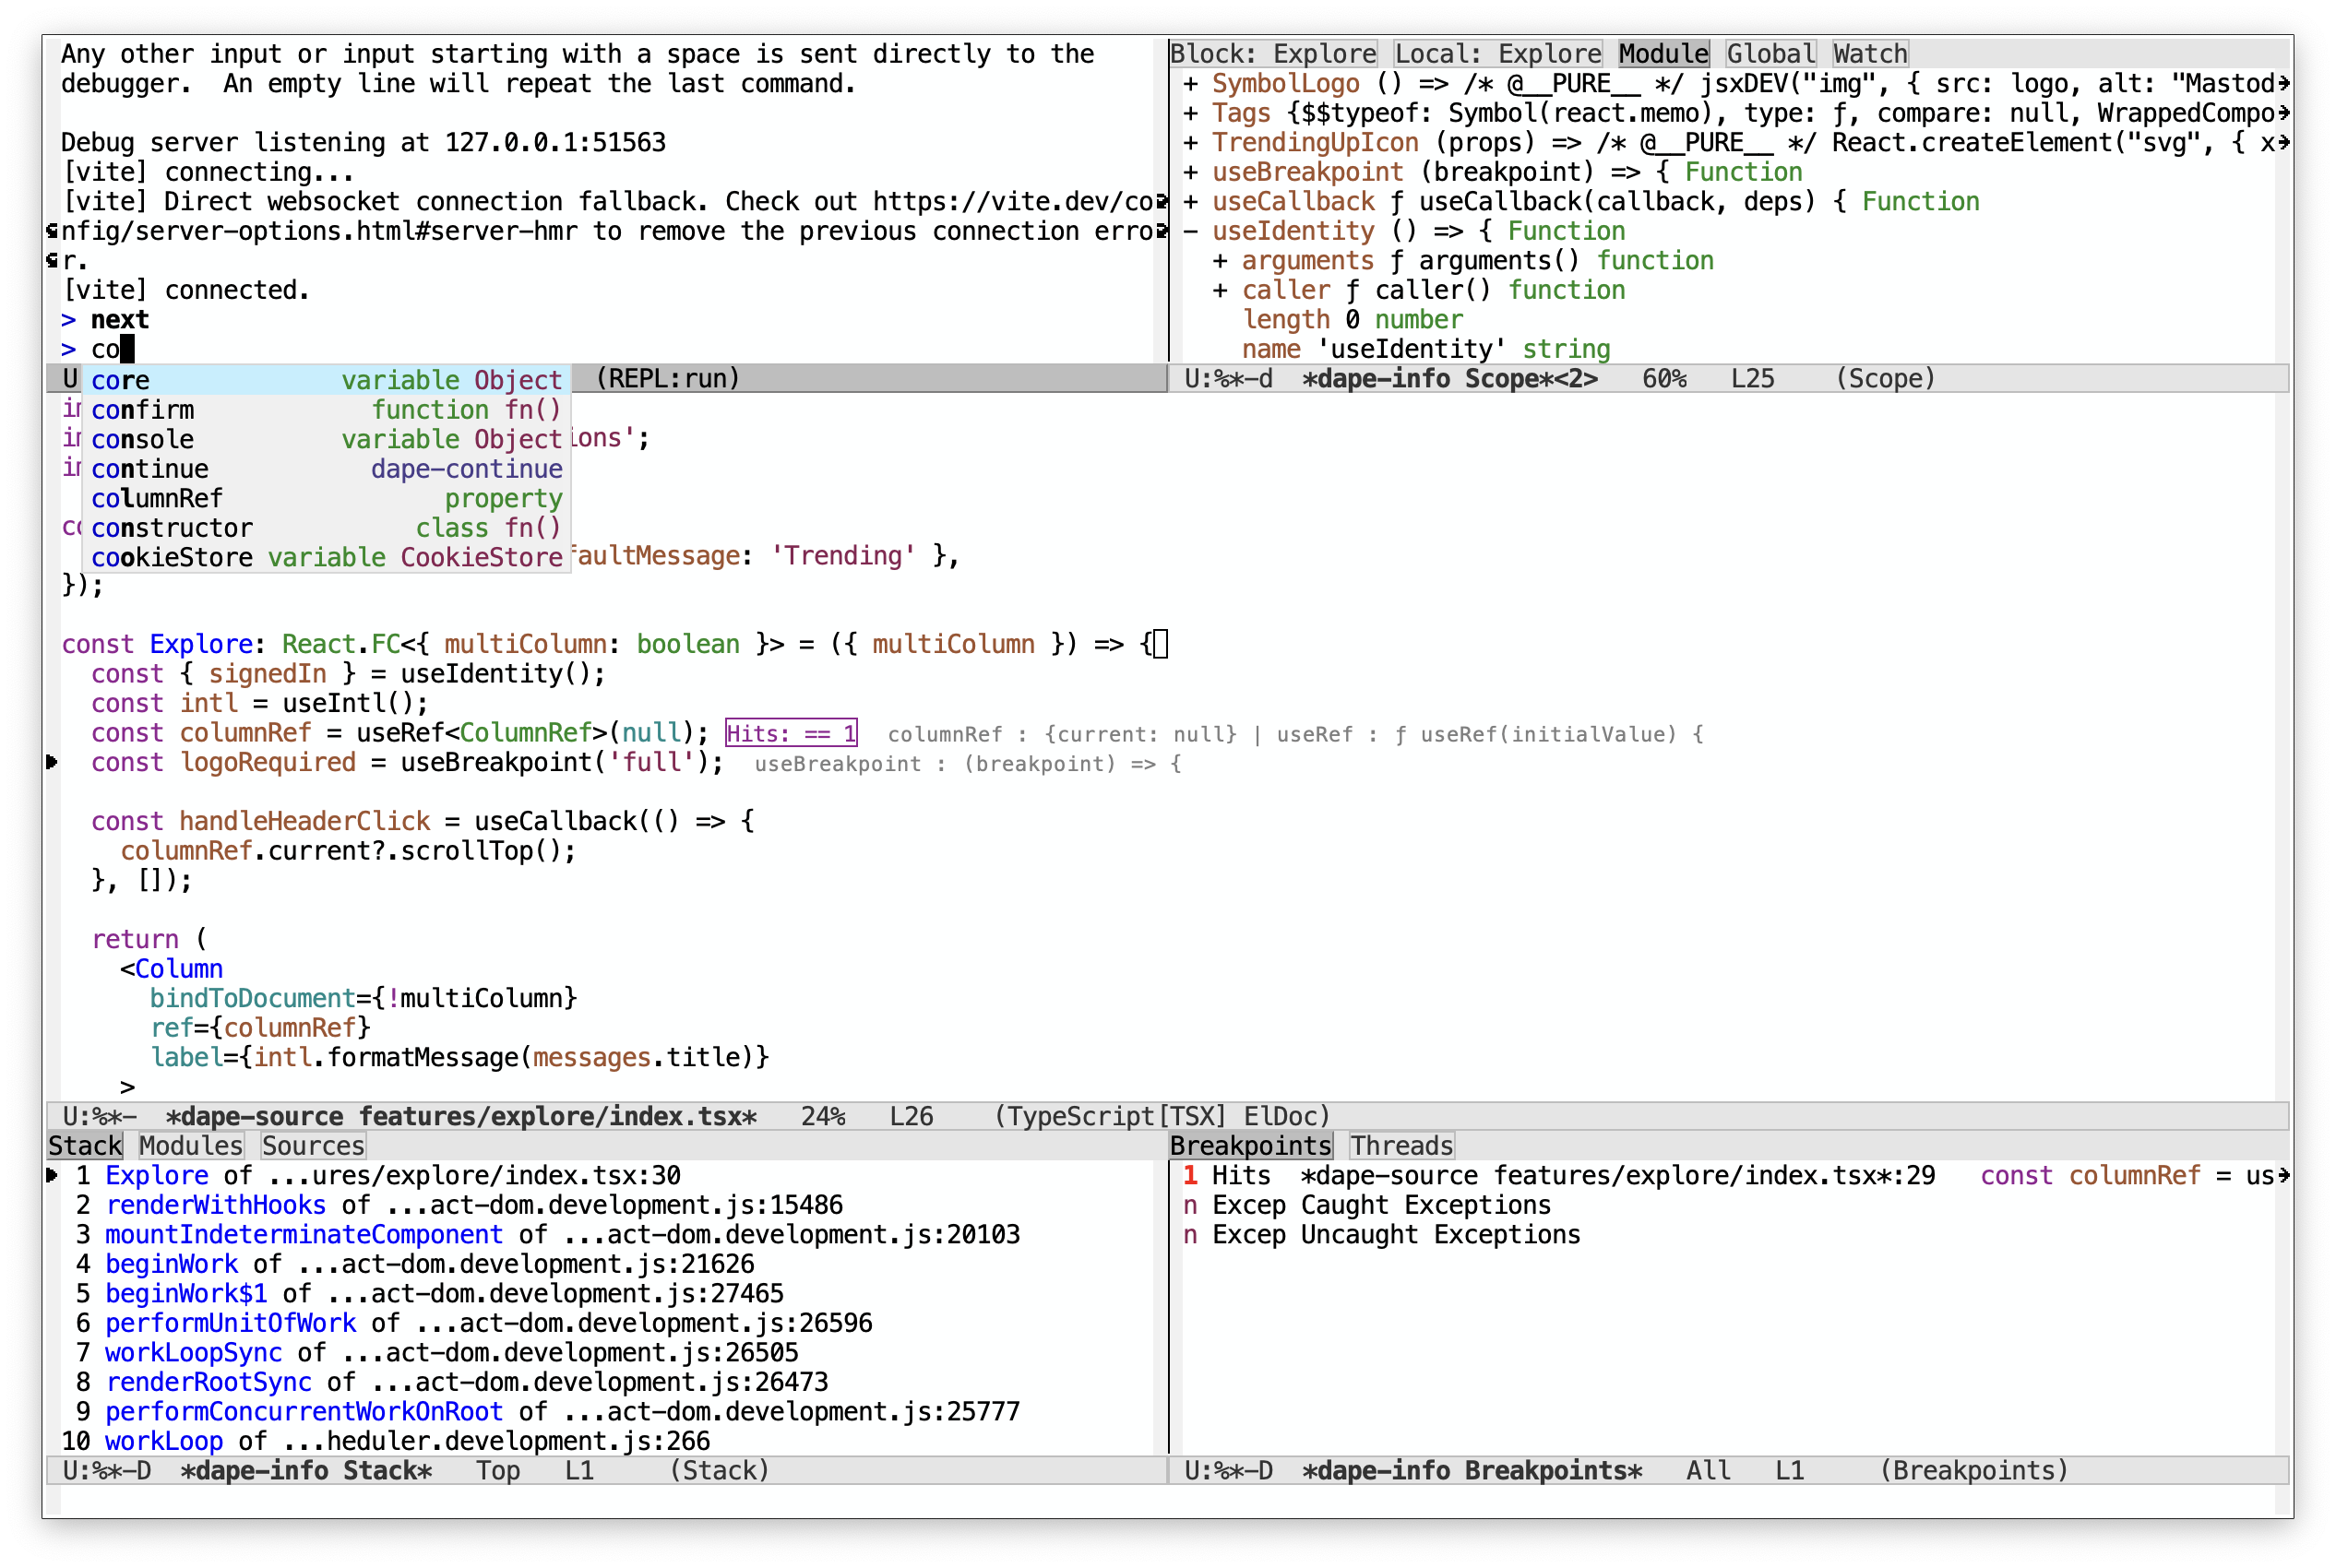 Any other input or input starting with a space is sent directly to the
debugger.  An empty line will repeat the last command.
Debug server listening at 127.0.0.1:51563
[vite] connecting...
[vite] Direct websocket connection fallback. Check out https://vite.dev/co
nfig/server-options.html#server-hmr to remove the previous connection erro
r.
[vite] connected.
> next
> co
U (REPL:run)
core variable Object
confirm function fn()
console variable Object
continue dape-continue
columnRef property
constructor class fn()
cookieStore variable CookieStore
Block: Explore Local: Explore Module Global Watch
+ SymbolLogo () => /* @__PURE__ */ jsxDEV("img", { src: logo, alt: "Mastod
+ Tags {$$typeof: Symbol(react.memo), type: ƒ, compare: null, WrappedCompo
+ TrendingUpIcon (props) => /* @__PURE__ */ React.createElement("svg", { x
+ useBreakpoint (breakpoint) => { Function
+ useCallback ƒ useCallback(callback, deps) { Function
- useIdentity () => { Function
+ arguments ƒ arguments() function
+ caller ƒ caller() function
length 0 number
name 'useIdentity' string
U:%*-d  *dape-info Scope*<2>   60%   L25    (Scope)
im
im ions';
im
co
faultMessage: 'Trending' },
});
const Explore: React.FC<{ multiColumn: boolean }> = ({ multiColumn }) => {
const { signedIn } = useIdentity();
const intl = useIntl();
const columnRef = useRef<ColumnRef>(null); Hits: == 1 columnRef : {current: null} | useRef : ƒ useRef(initialValue) {
const logoRequired = useBreakpoint('full');  useBreakpoint : (breakpoint) => {
const handleHeaderClick = useCallback(() => {
columnRef.current?.scrollTop();
}, []);
return (
<Column
bindToDocument={!multiColumn}
ref={columnRef}
label={intl.formatMessage(messages.title)}
>
U:%*-  *dape-source features/explore/index.tsx*   24%   L26    (TypeScript[TSX] ElDoc)
Stack Modules Sources
1 Explore of ...ures/explore/index.tsx:30
2 renderWithHooks of ...act-dom.development.js:15486
3 mountIndeterminateComponent of ...act-dom.development.js:20103
4 beginWork of ...act-dom.development.js:21626
5 beginWork$1 of ...act-dom.development.js:27465
6 performUnitOfWork of ...act-dom.development.js:26596
7 workLoopSync of ...act-dom.development.js:26505
8 renderRootSync of ...act-dom.development.js:26473
9 performConcurrentWorkOnRoot of ...act-dom.development.js:25777
10 workLoop of ...heduler.development.js:266
U:%*-D  *dape-info Stack*   Top   L1     (Stack)
Breakpoints Threads
1 Hits  *dape-source features/explore/index.tsx*:29   const columnRef = us
n Excep Caught Exceptions
n Excep Uncaught Exceptions
U:%*-D  *dape-info Breakpoints*   All   L1     (Breakpoints)